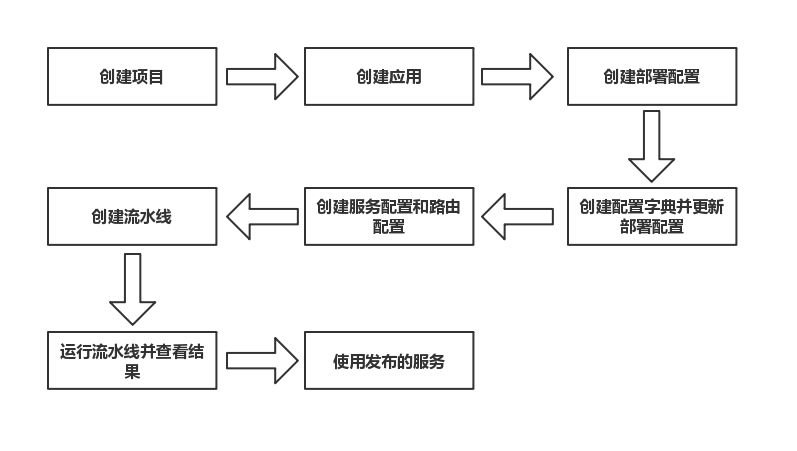 创建项目
创建应用
创建部署配置
创建配置字典并更新
部署配置
创建服务配置和路由
配置
创建流水线
运行流水线并查看结
果
使用发布的服务